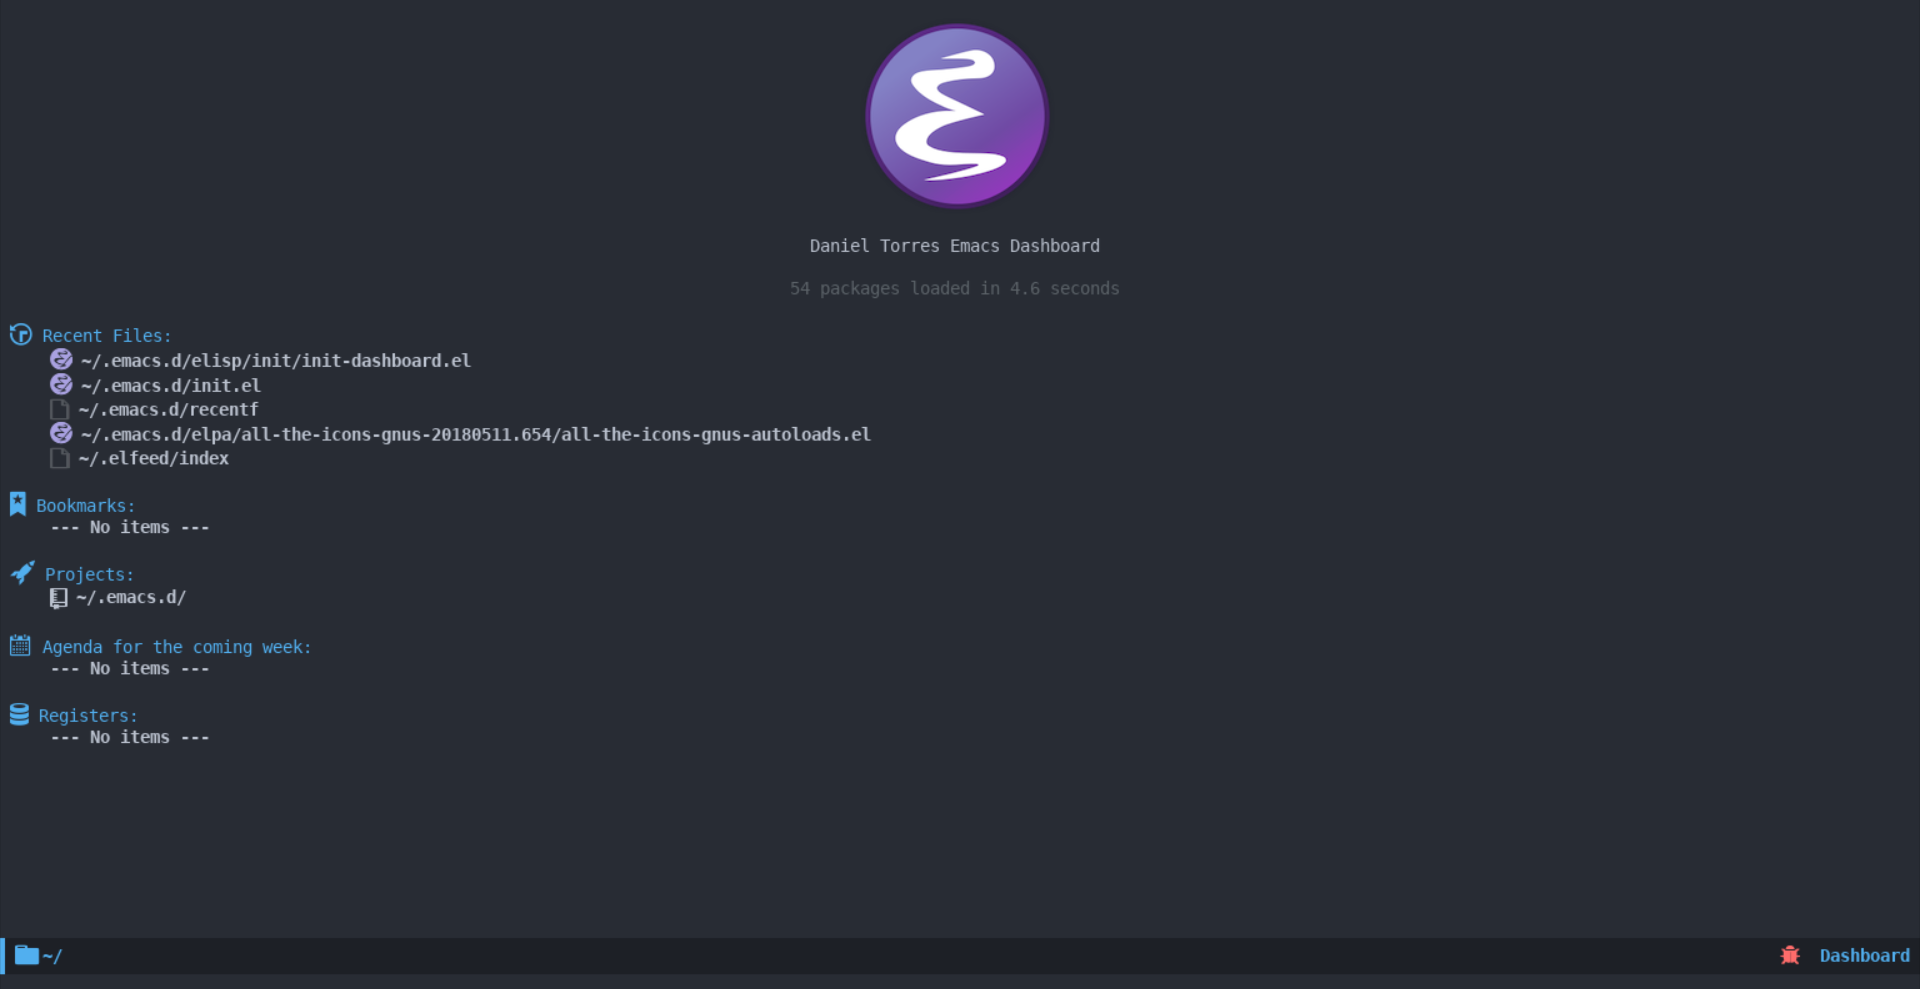 Daniel Torres Emacs Dashboard
54 packages loaded in 4.6 seconds
Recent Files:
~/.emacs.d/elisp/init/init-dashboard.el
~/.emacs.d/init.el
~/.emacs.d/recentf
~/.emacs.d/elpa/all-the-icons-gnus-20180511.654/all-the-icons-gnus-autoloads.el
~/.elfeed/index
Bookmarks:
--- No items ---
Projects:
~/.emacs.d/
Agenda for the coming week:
--- No items ---
Registers:
--- No items ---
~/ Dashboard